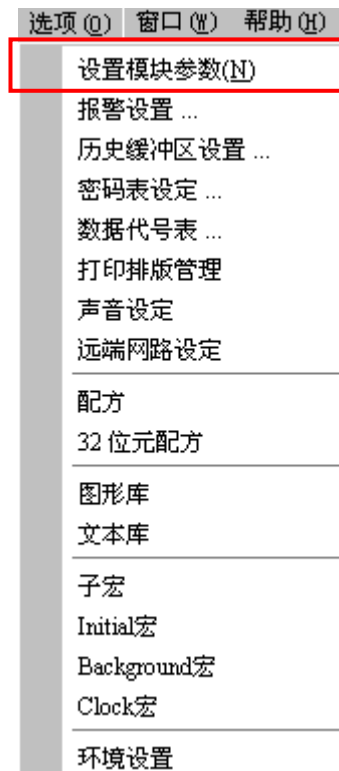 选项(O) 窗口(W) 帮助(H)
设置模块参数(N)
报警设置 ...
历史缓冲区设置 ...
密码表设定 ...
数据代号表 ...
打印排版管理
声音设定
远端网路设定
配方
32位元配方
图形库
文本库
子宏
Initial宏
Background宏
Clock宏
环境设置